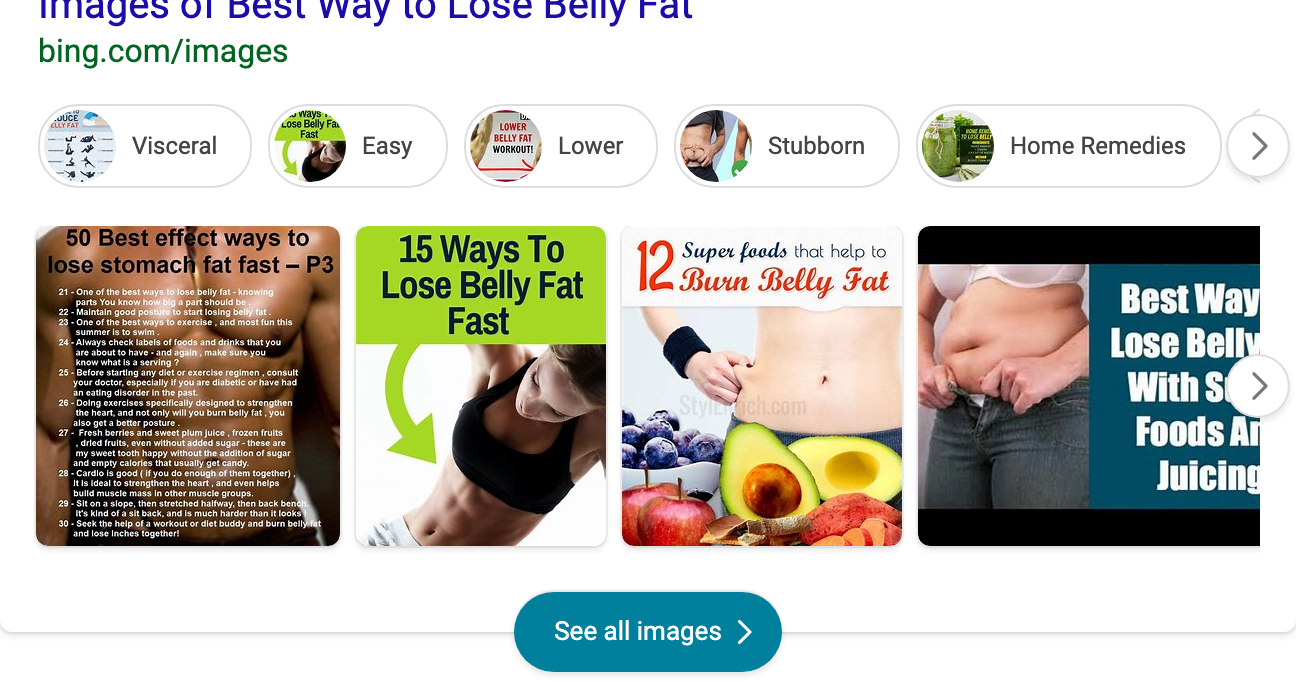 Images of Best Way to Lose Belly Fat
bing.com/images
Visceral
LOWER
BELLY FAT
WORKOUT!
Easy
Lose Belly Fat
Fast
Lower
Stubborn
Home Remedies
50 Best effect ways to
lose stomach fat fast – P3
21 - One of the best ways to lose belly fat - knowing
parts You know how big a part should be .
22 - Maintain good posture to start losing belly fat .
23 - One of the best ways to exercise , and most fun this
summer is to swim .
24 - Always check labels of foods and drinks that you
are about to have - and again , make sure you
know what is a serving ?
25 - Before starting any diet or exercise regimen , consult
your doctor, especially if you are diabetic or have had
an eating disorder in the past.
26 - Doing exercises specifically designed to strengthen
the heart, and not only will you burn belly fat , you
also get a better posture .
27 - Fresh berries and sweet plum juice , frozen fruits
, dried fruits, even without added sugar - these are
my sweet tooth happy without the addition of sugar
and empty calories that usually get candy.
28 - Cardio is good ( if you do enough of them together) ,
It is ideal to strengthen the heart , and even helps
build muscle mass in other muscle groups.
29 - Sit on a slope, then stretched halfway, then back bench.
It's kind of a sit back, and is much harder than it looks !
30 - Seek the help of a workout or diet buddy and burn belly fat
and lose inches together!
15 Ways To
Lose Belly Fat
Fast
12 Super foods that help to
Burn Belly Fat
StylEnrich.com
Best Way
Lose Belly
With S
Foods An
Juicing
See all images